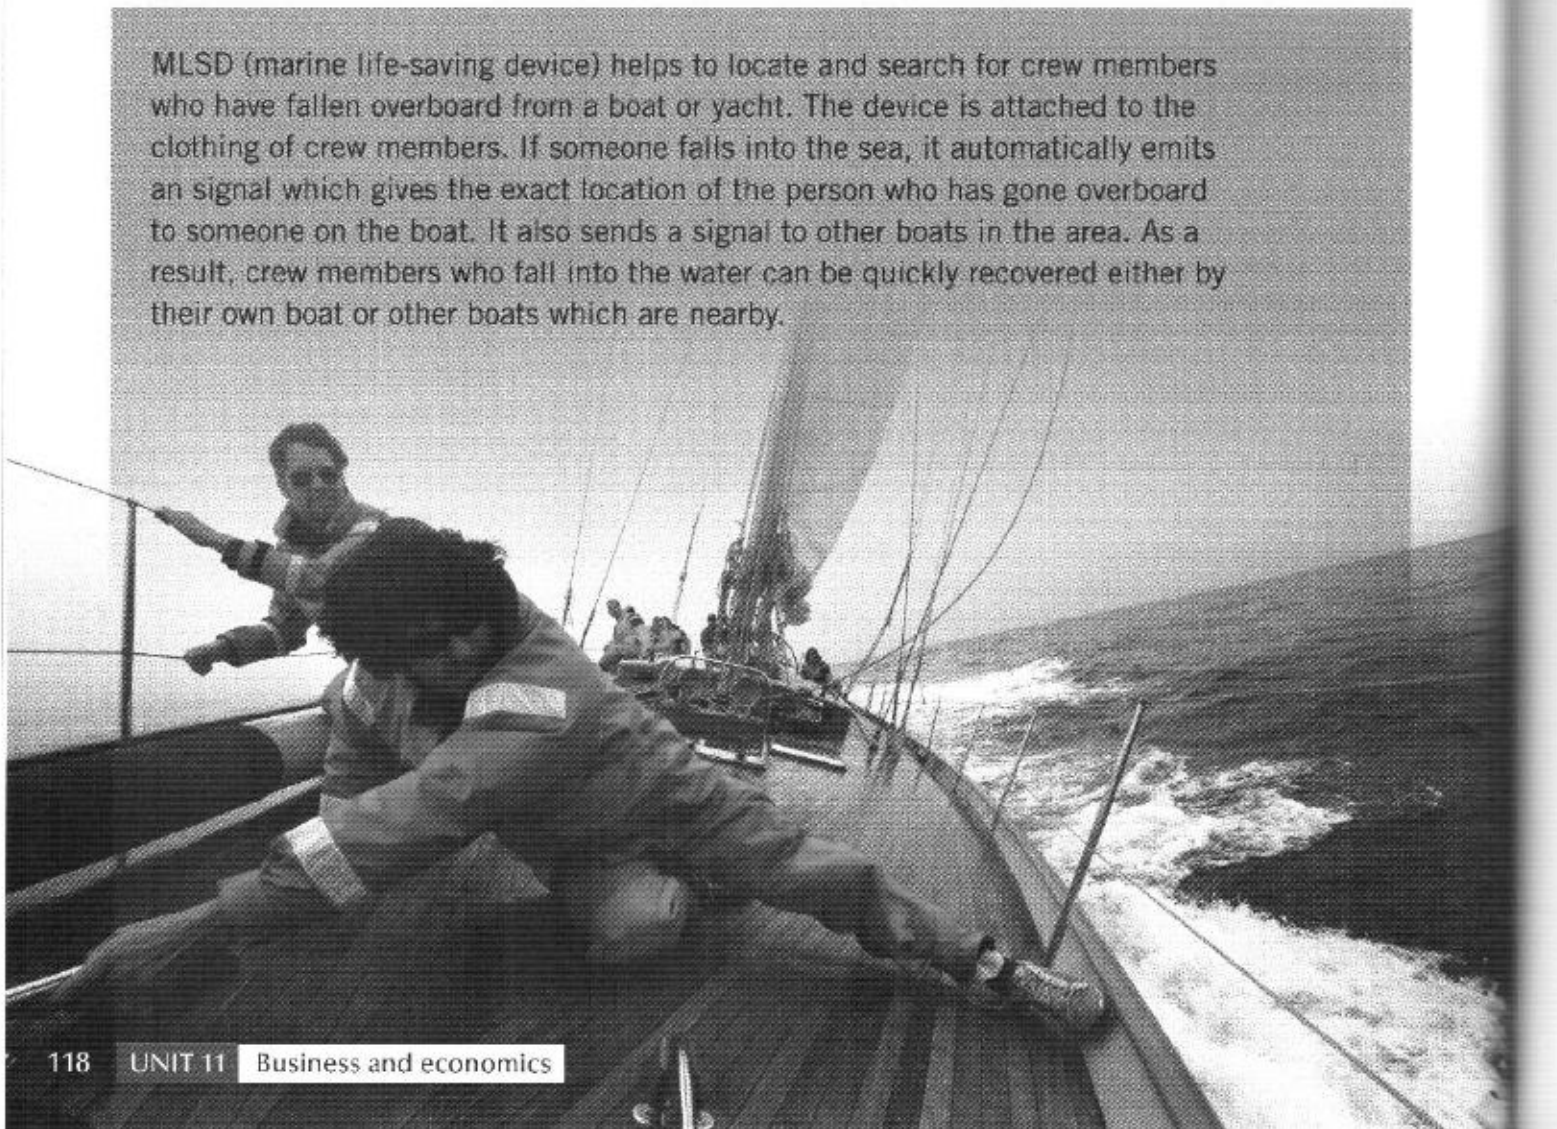 MLSD (marine life-saving device) helps to locate and search for crew members
who have fallen overboard from a boat or yacht. The device is attached to the
clothing of crew members. If someone falls into the sea, it automatically emits
an signal which gives the exact location of the person who has gone overboard
to someone on the boat. It also sends a signal to other boats in the area. As a
result, crew members who fall into the water can be quickly recovered either by
their own boat or other boats which are nearby.
118 UNIT 11 Business and economics